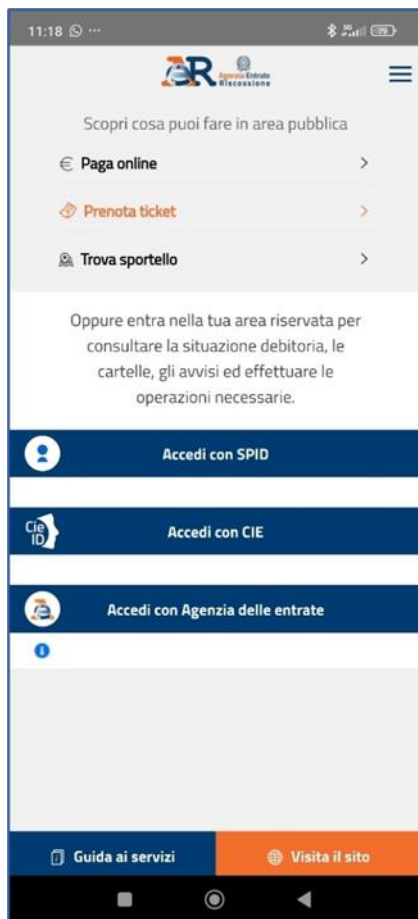 11:18
Agenzia Entrate
Riscossione
Scopri cosa puoi fare in area pubblica
Paga online
Prenota ticket
Trova sportello
Oppure entra nella tua area riservata per
consultare la situazione debitoria, le
cartelle, gli avvisi ed effettuare le
operazioni necessarie.
Accedi con SPID
Cie
ID
Accedi con CIE
Accedi con Agenzia delle entrate
Guida ai servizi
Visita il sito